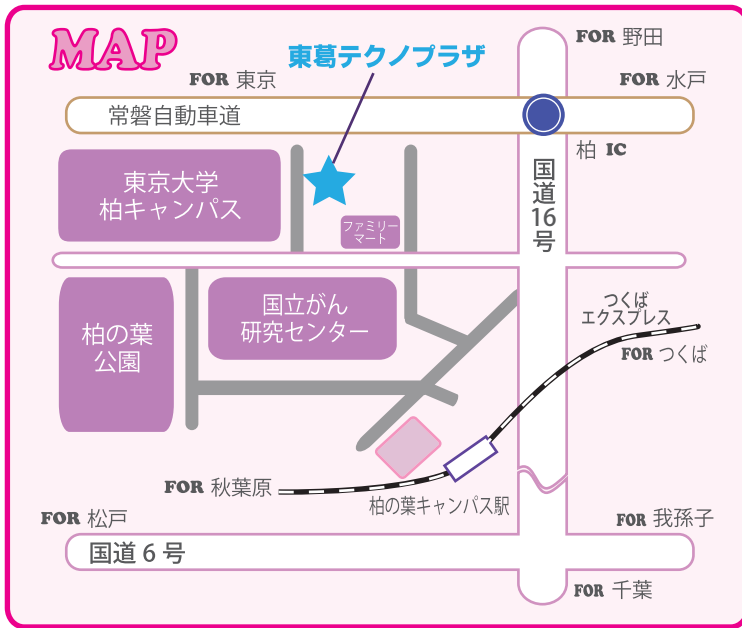 MAP
東葛テクノプラザ
FOR 野田
FOR 東京
FOR 水戸
常磐自動車道
柏 IC
東京大学
柏キャンパス
国道16号
ファミリー
マート
国立がん
研究センター
柏の葉
公園
つくば
エクスプレス
FOR つくば
FOR 秋葉原
柏の葉キャンパス駅
FOR 松戸
FOR 我孫子
国道 6 号
FOR 千葉